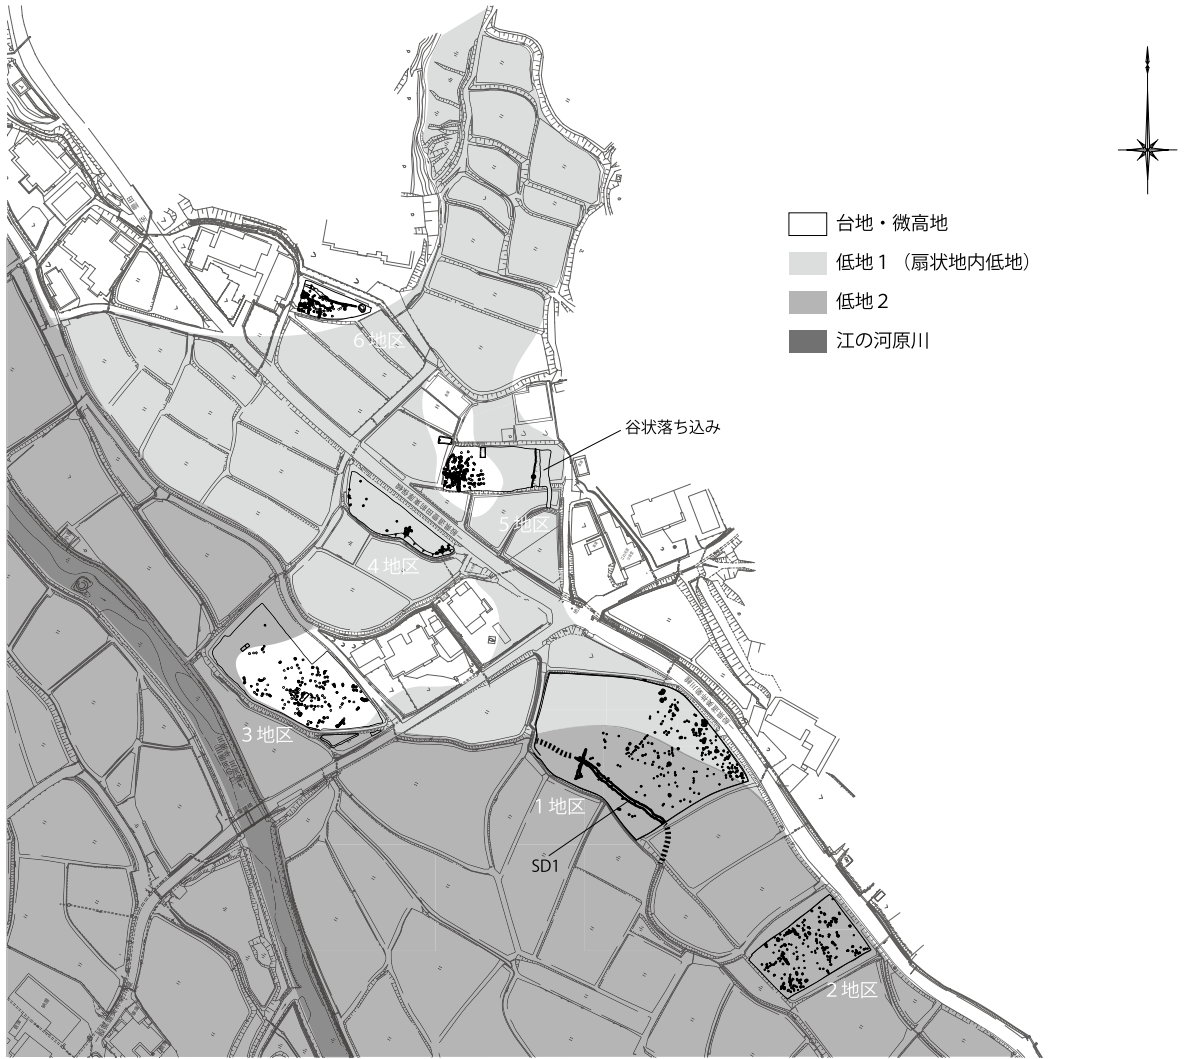 台地・微高地
低地１（扇状地内低地）
低地２
江の河原川
6 地区
谷状落ち込み
5 地区
4 地区
3 地区
1 地区
SD1
2 地区